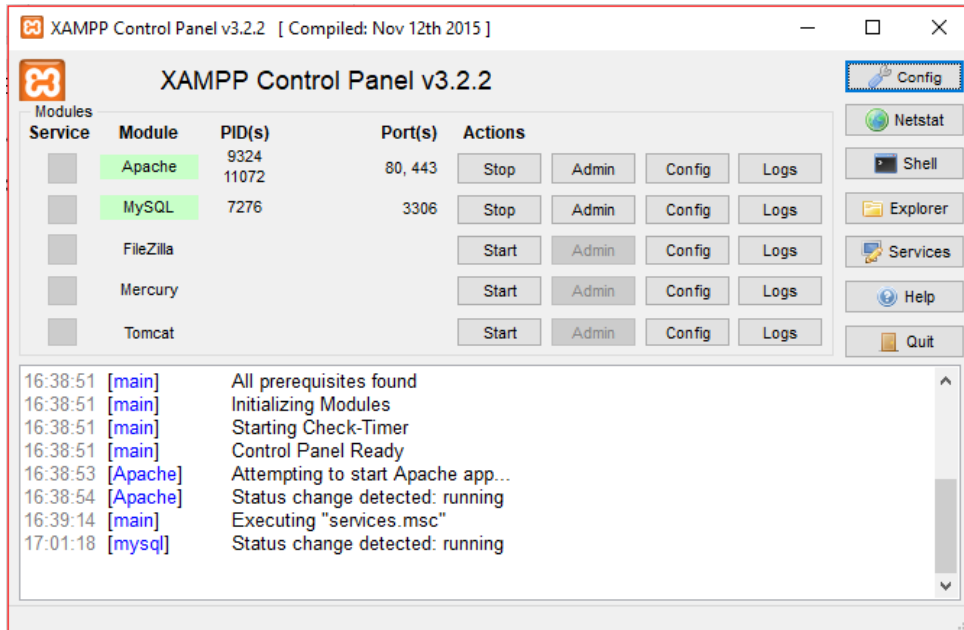 XAMPP Control Panel v3.2.2 [ Compiled: Nov 12th 2015 ]
XAMPP Control Panel v3.2.2
Config
Modules
Service Module PID(s) Port(s) Actions
Netstat
Apache 9324 11072 80, 443 Stop Admin Config Logs
Shell
MySQL 7276 3306 Stop Admin Config Logs
Explorer
FileZilla Start Admin Config Logs
Services
Mercury Start Admin Config Logs
Help
Tomcat Start Admin Config Logs
Quit
16:38:51 [main] All prerequisites found
16:38:51 [main] Initializing Modules
16:38:51 [main] Starting Check-Timer
16:38:51 [main] Control Panel Ready
16:38:53 [Apache] Attempting to start Apache app...
16:38:54 [Apache] Status change detected: running
16:39:14 [main] Executing "services.msc"
17:01:18 [mysql] Status change detected: running